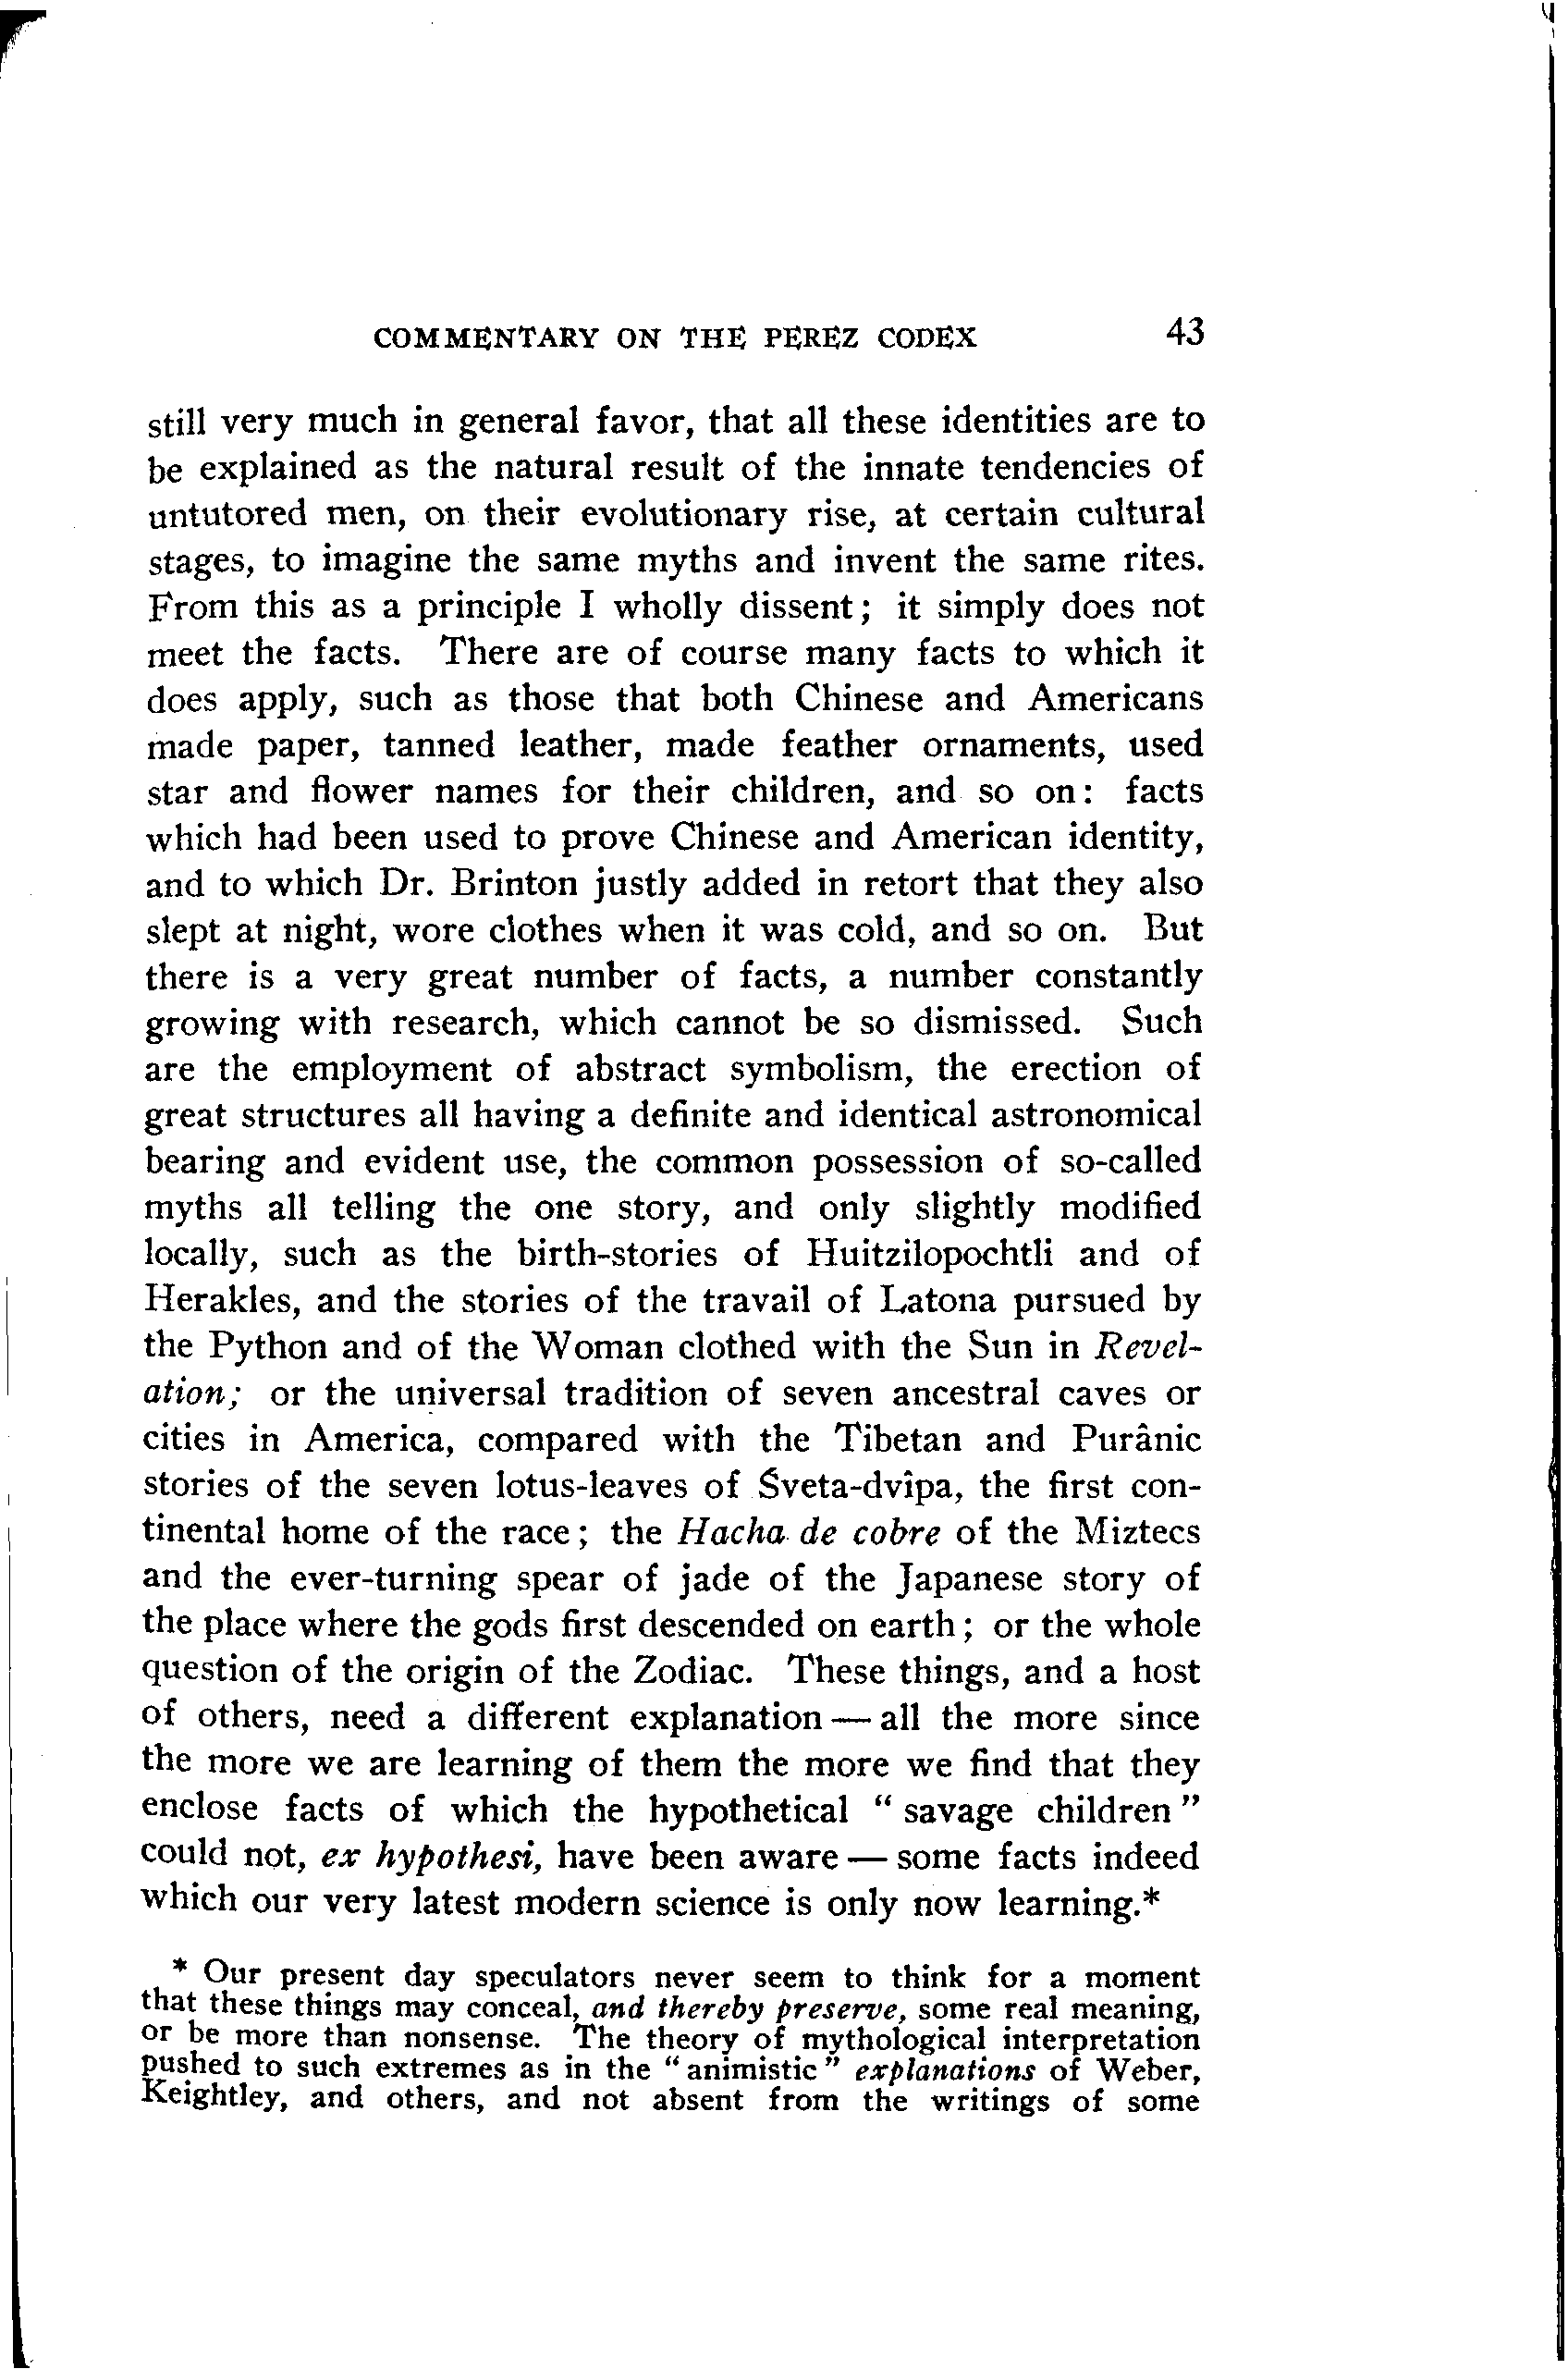 COMMENTARY ON THE PEREZ CODEX 43
still very much in general favor, that all these identities are to
be explained as the natural result of the innate tendencies of
untutored men, on their evolutionary rise, at certain cultural
stages, to imagine the same myths and invent the same rites.
From this as a principle I wholly dissent; it simply does not
meet the facts. There are of course many facts to which it
does apply, such as those that both Chinese and Americans
made paper, tanned leather, made feather ornaments, used
star and flower names for their children, and so on: facts
which had been used to prove Chinese and American identity,
and to which Dr. Brinton justly added in retort that they also
slept at night, wore clothes when it was cold, and so on. But
there is a very great number of facts, a number constantly
growing with research, which cannot be so dismissed. Such
are the employment of abstract symbolism, the erection of
great structures all having a definite and identical astronomical
bearing and evident use, the common possession of so-called
myths all telling the one story, and only slightly modified
locally, such as the birth-stories of Huitzilopochtli and of
Herakles, and the stories of the travail of Latona pursued by
the Python and of the Woman clothed with the Sun in Revel-
ation; or the universal tradition of seven ancestral caves or
cities in America, compared with the Tibetan and Purânic
stories of the seven lotus-leaves of Śveta-dvîpa, the first con-
tinental home of the race; the Hacha de cobre of the Miztecs
and the ever-turning spear of jade of the Japanese story of
the place where the gods first descended on earth; or the whole
question of the origin of the Zodiac. These things, and a host
of others, need a different explanation — all the more since
the more we are learning of them the more we find that they
enclose facts of which the hypothetical “savage children”
could not, ex hypothesi, have been aware — some facts indeed
which our very latest modern science is only now learning.*
* Our present day speculators never seem to think for a moment
that these things may conceal, and thereby preserve, some real meaning,
or be more than nonsense. The theory of mythological interpretation
pushed to such extremes as in the “animistic” explanations of Weber,
Keightley, and others, and not absent from the writings of some